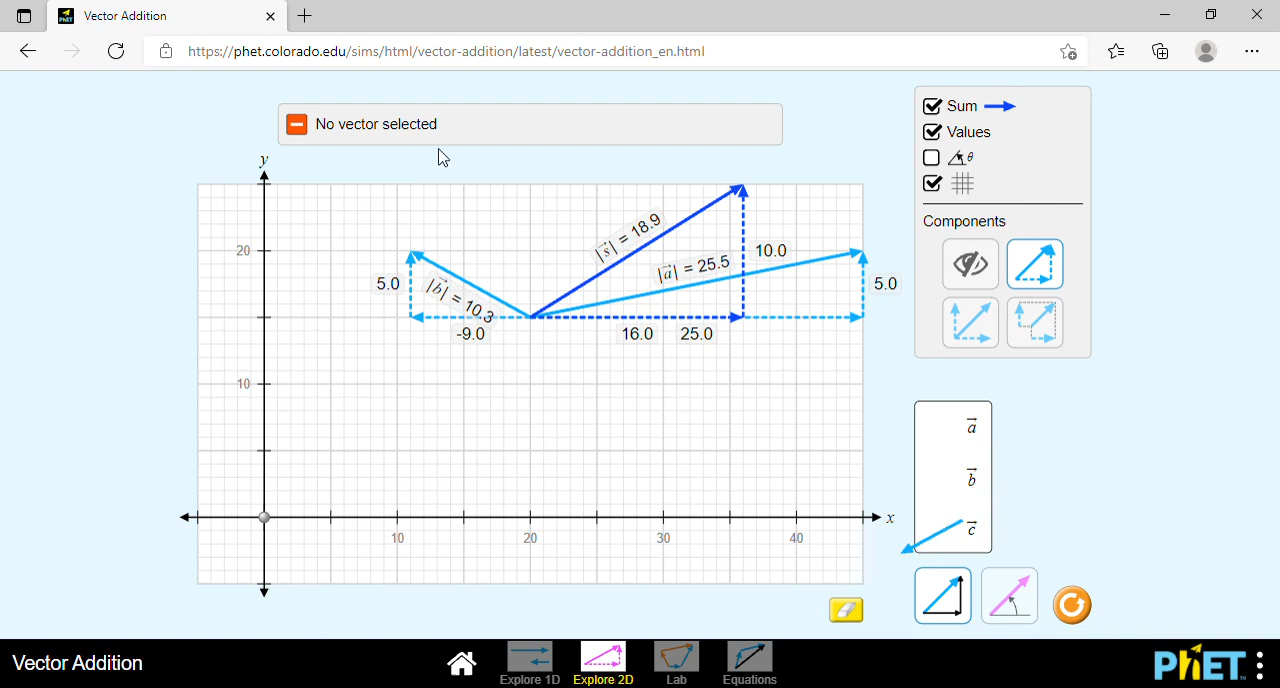 Vector Addition
https://phet.colorado.edu/sims/html/vector-addition/latest/vector-addition_en.html
No vector selected
Sum
Values
θ
Components
y
20
10
|s⃗| = 18.9
10.0
|a⃗| = 25.5
5.0
|b⃗| = 10.3
5.0
-9.0
16.0
25.0
x
10
20
30
40
a⃗
b⃗
c⃗
Vector Addition
Explore 1D
Explore 2D
Lab
Equations
PhET